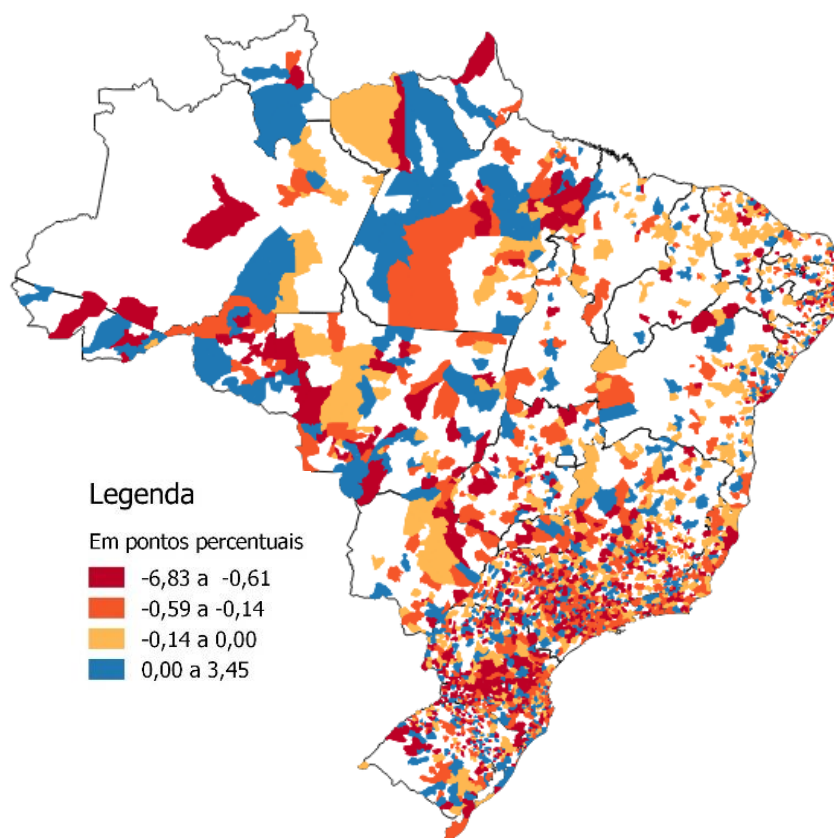 Legenda
Em pontos percentuais
-6,83 a -0,61
-0,59 a -0,14
-0,14 a 0,00
0,00 a 3,45